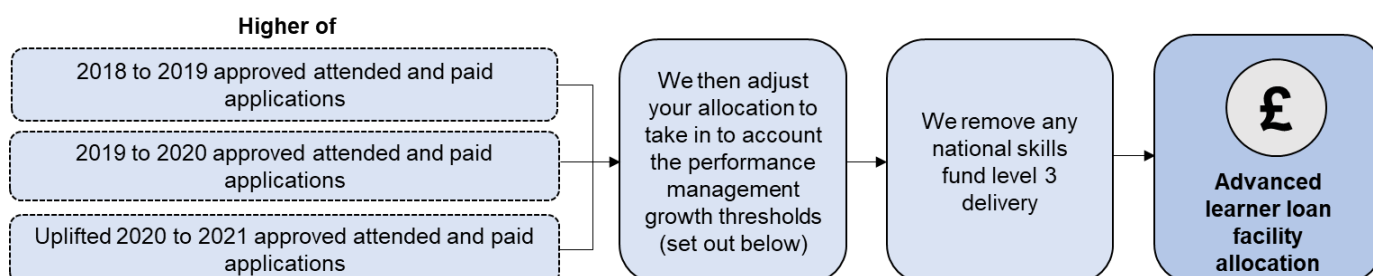 Higher of
2018 to 2019 approved attended and paid
applications
2019 to 2020 approved attended and paid
applications
Uplifted 2020 to 2021 approved attended and paid
applications
We then adjust
your allocation to
take in to account
the performance
management
growth thresholds
(set out below)
We remove any
national skills
fund level 3
delivery
£
Advanced
learner loan
facility
allocation